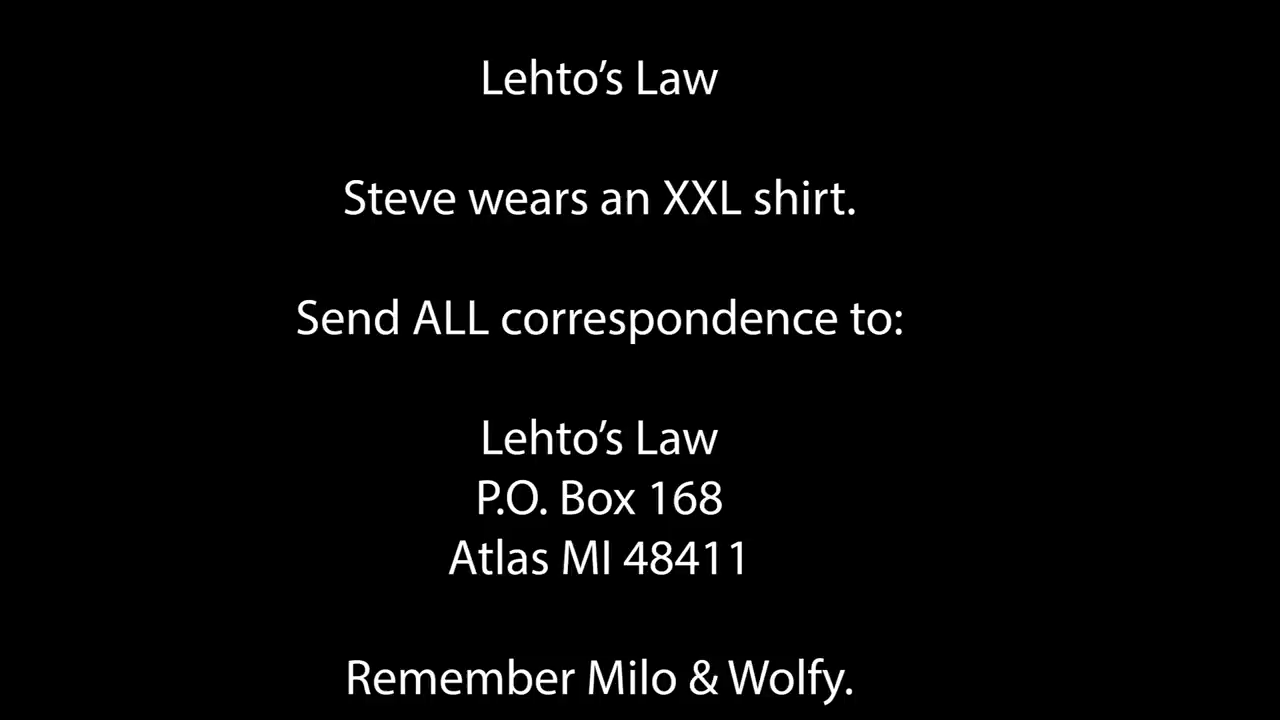 Lehto’s Law
Steve wears an XXL shirt.
Send ALL correspondence to:
Lehto’s Law
P.O. Box 168
Atlas MI 48411
Remember Milo & Wolfy.